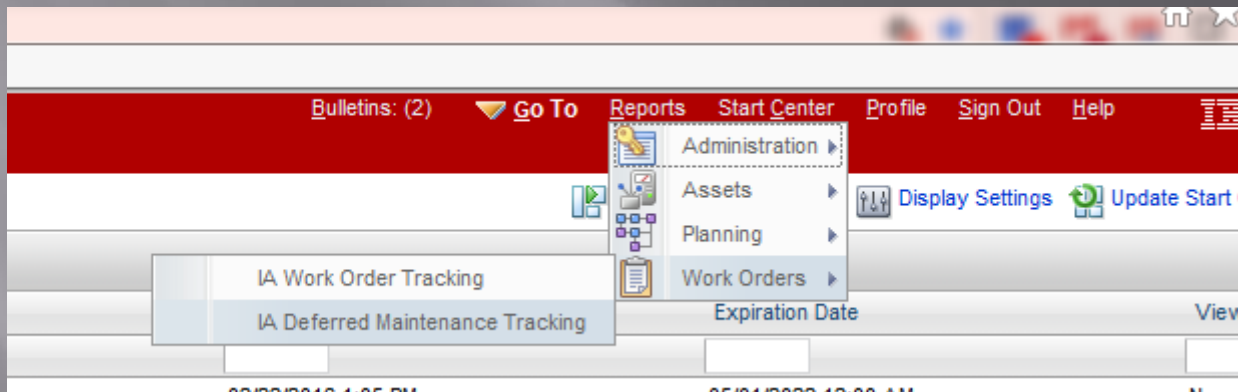 Bulletins: (2) Go To Reports Start Center Profile Sign Out Help
Administration
Assets
Display Settings Update Start
Planning
Work Orders
IA Work Order Tracking
IA Deferred Maintenance Tracking
Expiration Date View